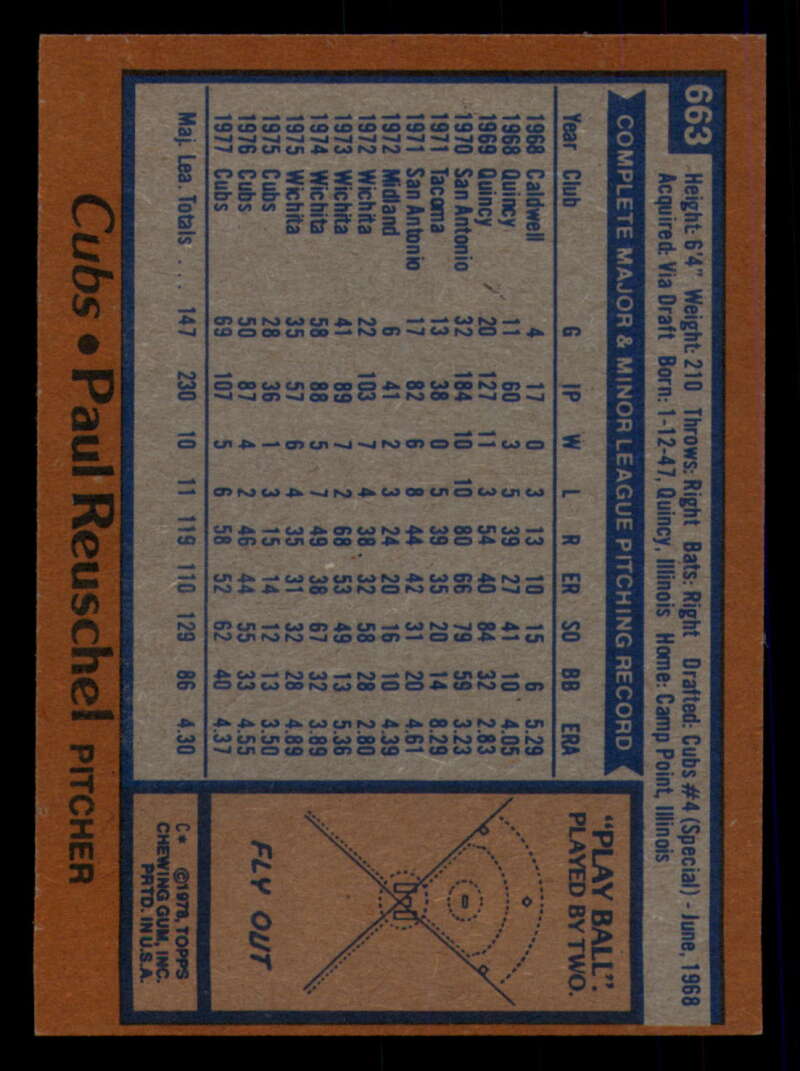 663
Height: 6'4" Weight: 210 Throws: Right Bats: Right Drafted: Cubs #4 (Special) - June, 1968
Acquired: Via Draft Born: 1-12-47, Quincy, Illinois Home: Camp Point, Illinois
COMPLETE MAJOR & MINOR LEAGUE PITCHING RECORD
Year Club G IP W L R ER SO BB ERA
1968 Caldwell 4 17 0 3 13 10 15 6 5.29
1968 Quincy 11 60 3 5 39 27 41 10 4.05
1969 Quincy 20 127 11 3 54 40 84 32 2.83
1970 San Antonio 32 184 10 10 80 66 79 59 3.23
1971 Tacoma 13 38 0 5 39 35 20 14 8.29
1971 San Antonio 17 82 6 8 44 42 31 20 4.61
1972 Midland 6 41 2 3 24 20 16 10 4.39
1972 Wichita 22 103 7 4 38 32 58 28 2.80
1973 Wichita 41 89 7 2 68 53 49 13 5.36
1974 Wichita 58 88 5 7 49 38 67 32 3.89
1975 Wichita 35 57 6 4 35 31 32 28 4.89
1975 Cubs 28 36 1 3 15 14 12 13 3.50
1976 Cubs 50 87 4 2 46 44 55 33 4.55
1977 Cubs 69 107 5 6 58 52 62 40 4.37
Maj. Lea. Totals . . . 147 230 10 11 119 110 129 86 4.30
"PLAY BALL":
PLAYED BY TWO.
FLY OUT
C* ©1978, TOPPS
CHEWING GUM, INC.
PRTD. IN U.S.A.
Cubs • Paul Reuschel PITCHER